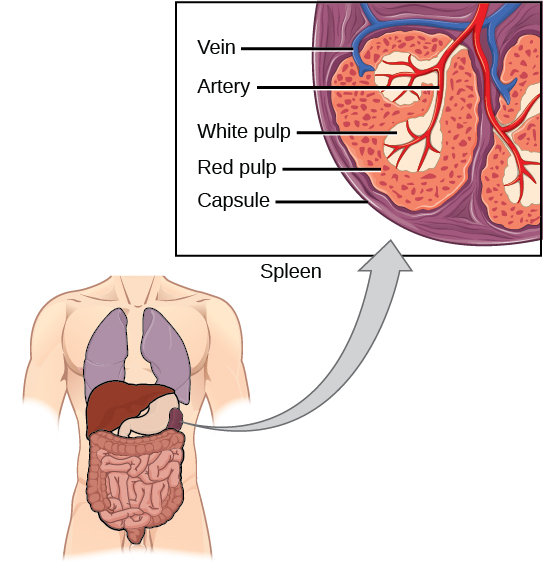 Vein
Artery
White pulp
Red pulp
Capsule
Spleen